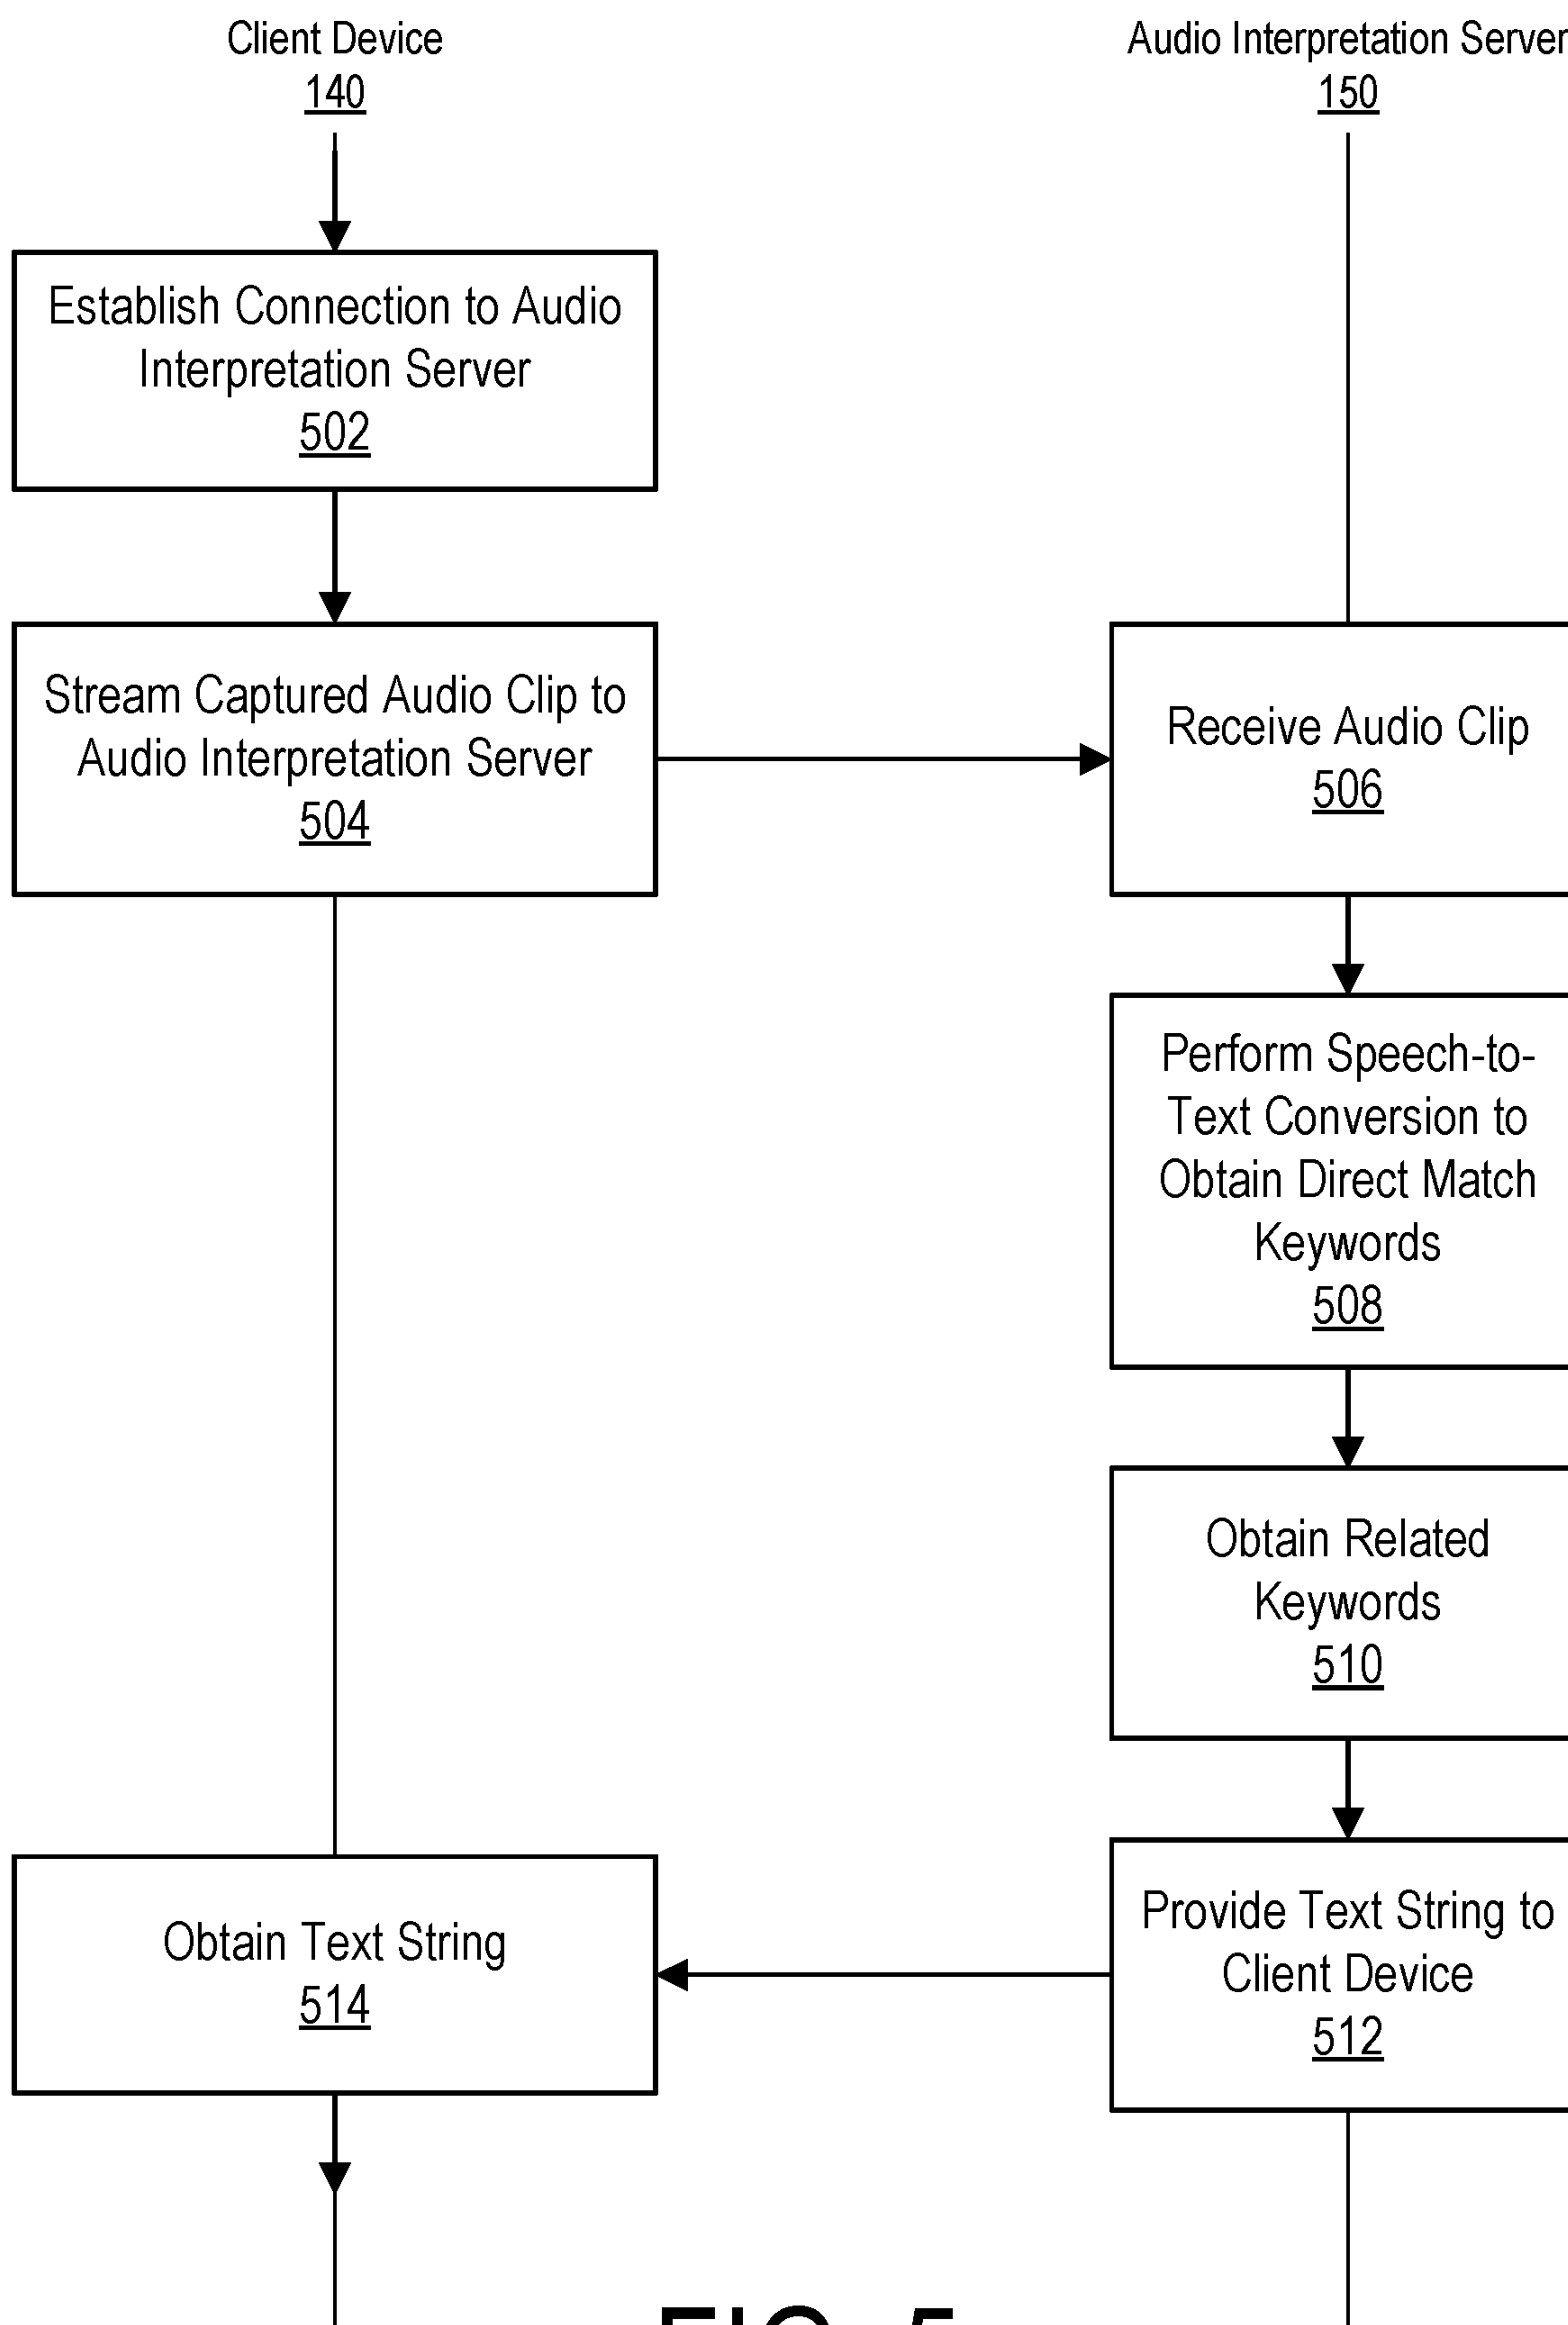 Client Device
140
Audio Interpretation Server
150
Establish Connection to Audio
Interpretation Server
502
Stream Captured Audio Clip to
Audio Interpretation Server
504
Receive Audio Clip
506
Perform Speech-to-
Text Conversion to
Obtain Direct Match
Keywords
508
Obtain Related
Keywords
510
Provide Text String to
Client Device
512
Obtain Text String
514